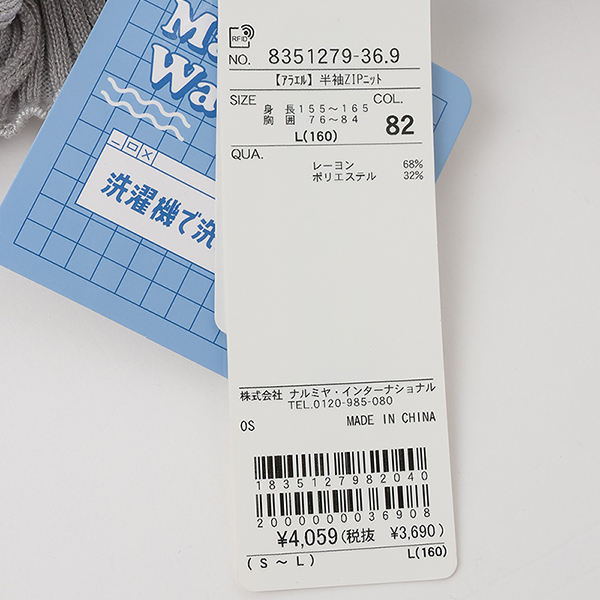 Ma
Wa
洗濯機で洗
RFID
NO. 8351279-36.9
【アラエル】半袖ZIPニット
SIZE
身長155～165
胸囲 76～84
L(160)
COL.
82
QUA.
レーヨン 68%
ポリエステル 32%
株式会社 ナルミヤ・インターナショナル
TEL.0120-985-080
OS MADE IN CHINA
1835127982040
2000000036908
¥4,059(税抜 ¥3,690)
(S～L) L(160)